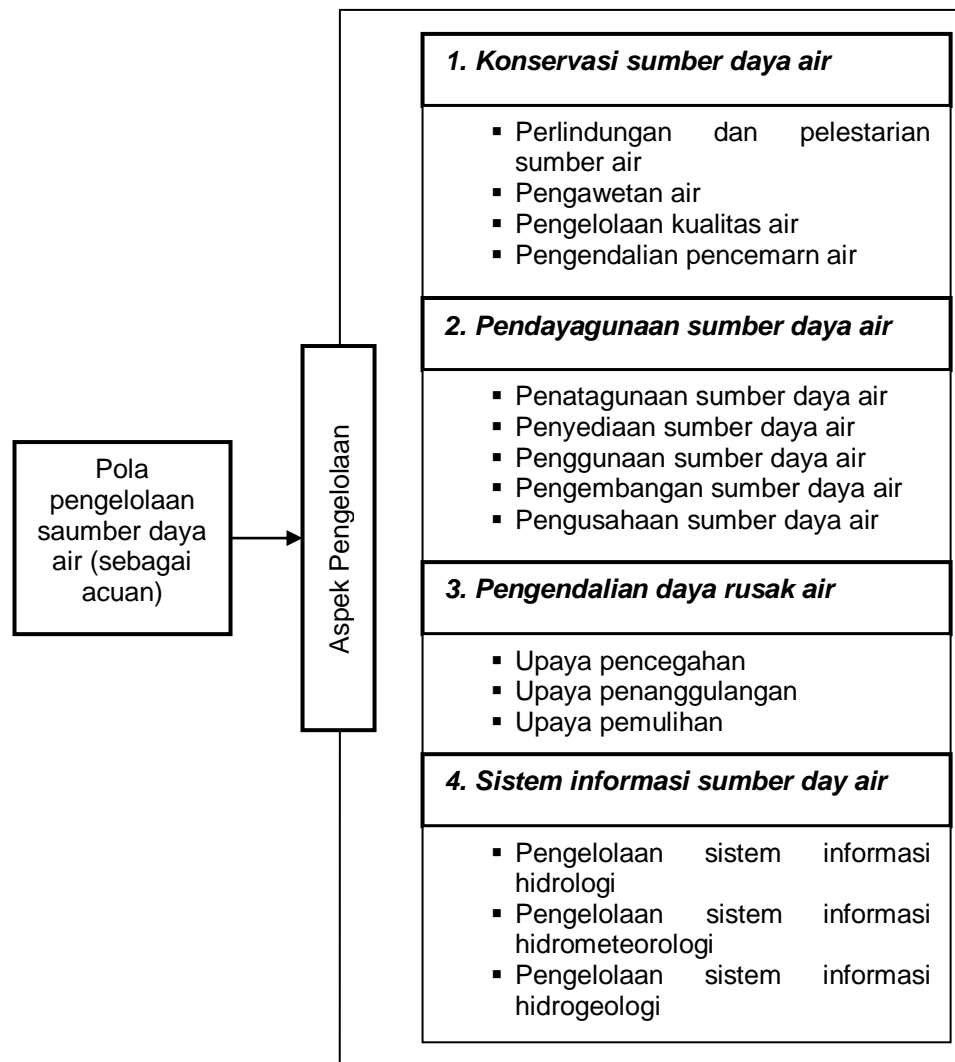 Pola
pengelolaan
saumber daya
air (sebagai
acuan)
Aspek Pengelolaan
1. Konservasi sumber daya air
▪ Perlindungan dan pelestarian
sumber air
▪ Pengawetan air
▪ Pengelolaan kualitas air
▪ Pengendalian pencemarn air
2. Pendayagunaan sumber daya air
▪ Penatagunaan sumber daya air
▪ Penyediaan sumber daya air
▪ Penggunaan sumber daya air
▪ Pengembangan sumber daya air
▪ Pengusahaan sumber daya air
3. Pengendalian daya rusak air
▪ Upaya pencegahan
▪ Upaya penanggulangan
▪ Upaya pemulihan
4. Sistem informasi sumber day air
▪ Pengelolaan sistem informasi
hidrologi
▪ Pengelolaan sistem informasi
hidrometeorologi
▪ Pengelolaan sistem informasi
hidrogeologi